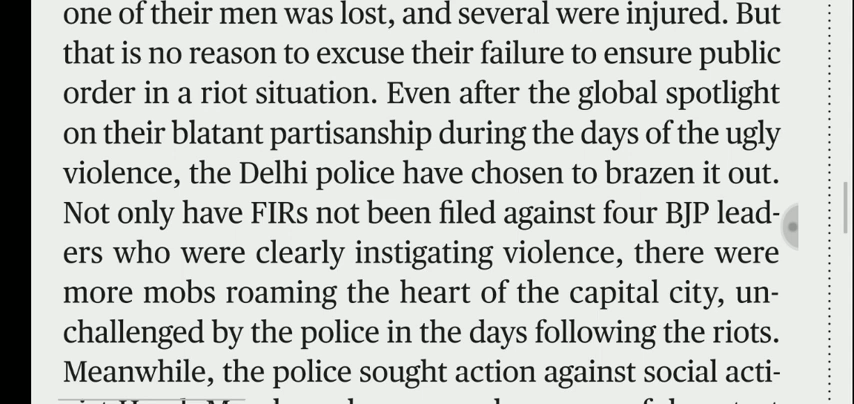 one of their men was lost, and several were injured. But
that is no reason to excuse their failure to ensure public
order in a riot situation. Even after the global spotlight
on their blatant partisanship during the days of the ugly
violence, the Delhi police have chosen to brazen it out.
Not only have FIRs not been filed against four BJP lead-
ers who were clearly instigating violence, there were
more mobs roaming the heart of the capital city, un-
challenged by the police in the days following the riots.
Meanwhile, the police sought action against social acti-